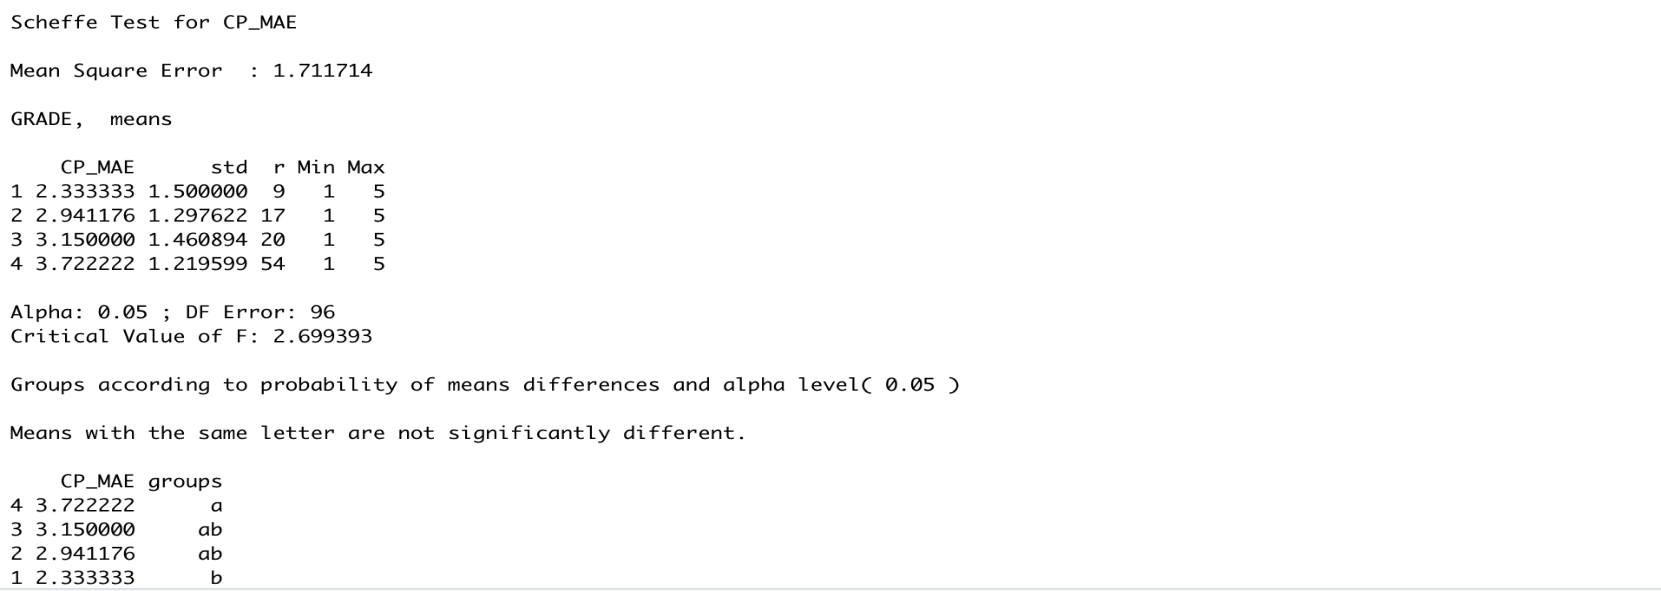 Scheffe Test for CP_MAE
Mean Square Error  : 1.711714
GRADE,  means
    CP_MAE      std  r Min Max
1 2.333333 1.500000  9   1   5
2 2.941176 1.297622 17   1   5
3 3.150000 1.460894 20   1   5
4 3.722222 1.219599 54   1   5
Alpha: 0.05 ; DF Error: 96
Critical Value of F: 2.699393
Groups according to probability of means differences and alpha level( 0.05 )
Means with the same letter are not significantly different.
    CP_MAE groups
4 3.722222      a
3 3.150000     ab
2 2.941176     ab
1 2.333333      b